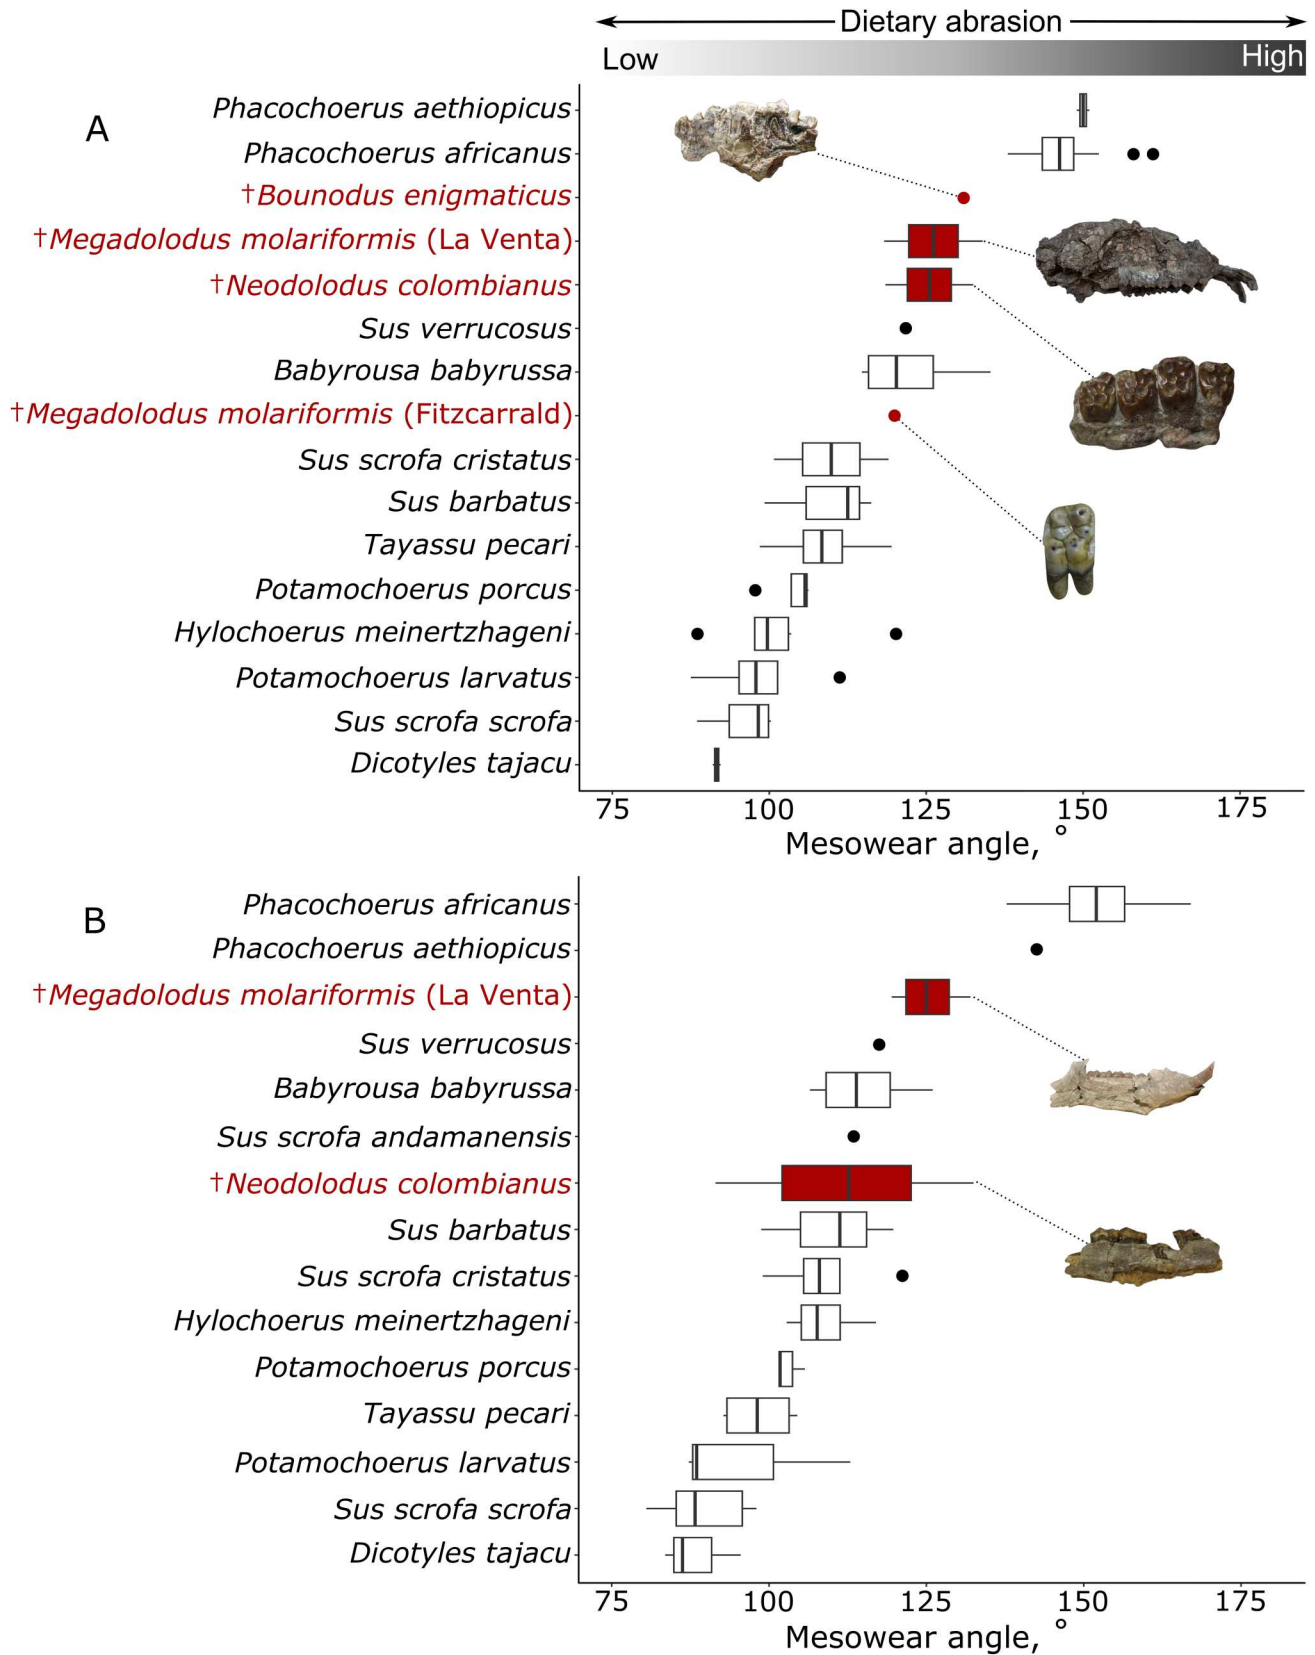 Dietary abrasion
Low
High
A
Phacochoerus aethiopicus
Phacochoerus africanus
†Bounodus enigmaticus
†Megadolodus molariformis (La Venta)
†Neodolodus colombianus
Sus verrucosus
Babyrousa babyrussa
†Megadolodus molariformis (Fitzcarrald)
Sus scrofa cristatus
Sus barbatus
Tayassu pecari
Potamochoerus porcus
Hylochoerus meinertzhageni
Potamochoerus larvatus
Sus scrofa scrofa
Dicotyles tajacu
75 100 125 150 175
Mesowear angle, °
B
Phacochoerus africanus
Phacochoerus aethiopicus
†Megadolodus molariformis (La Venta)
Sus verrucosus
Babyrousa babyrussa
Sus scrofa andamanensis
†Neodolodus colombianus
Sus barbatus
Sus scrofa cristatus
Hylochoerus meinertzhageni
Potamochoerus porcus
Tayassu pecari
Potamochoerus larvatus
Sus scrofa scrofa
Dicotyles tajacu
75 100 125 150 175
Mesowear angle, °